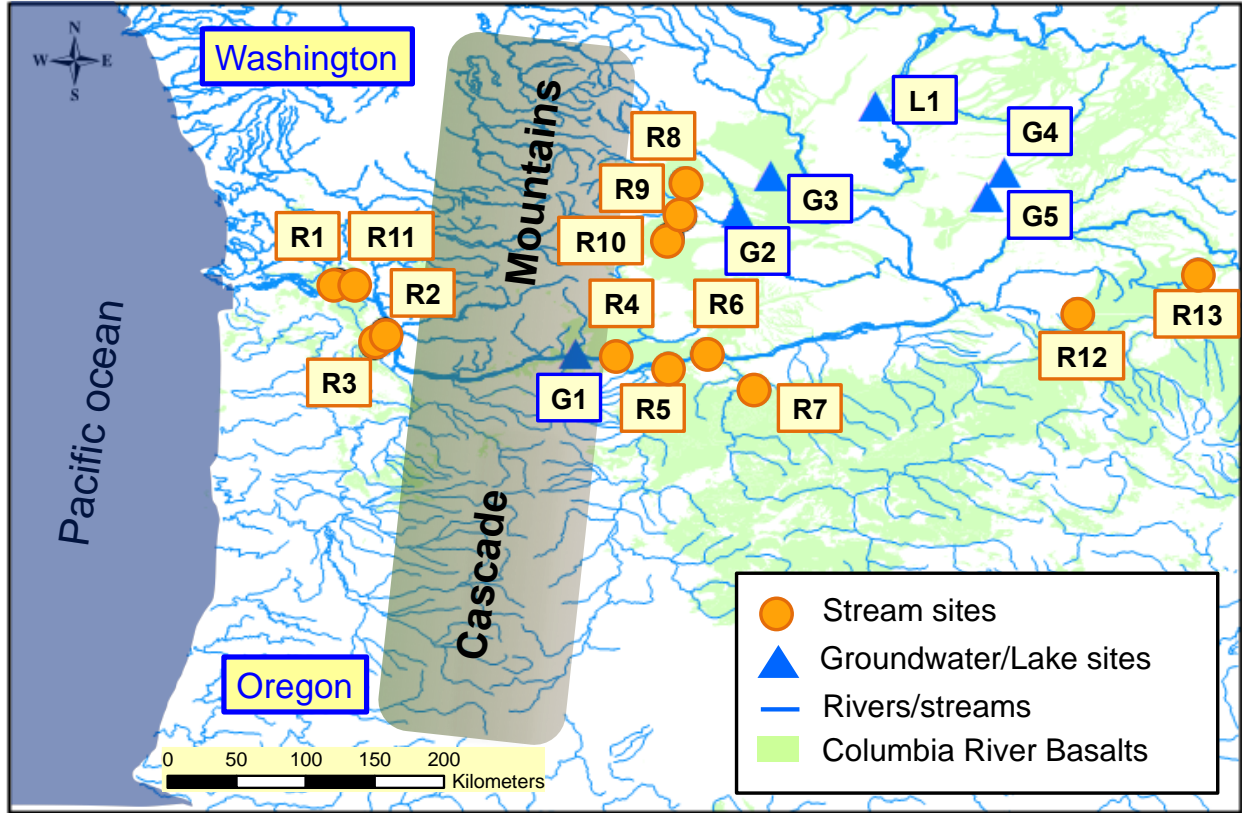 N
W E
S
Washington
Mountains
Cascade
Pacific ocean
Oregon
L1
G4
R8
R9
G3
G5
R1
R11
R10
G2
R2
R4
R6
R13
R3
G1
R5
R7
R12
0 50 100 150 200
Kilometers
Stream sites
Groundwater/Lake sites
Rivers/streams
Columbia River Basalts